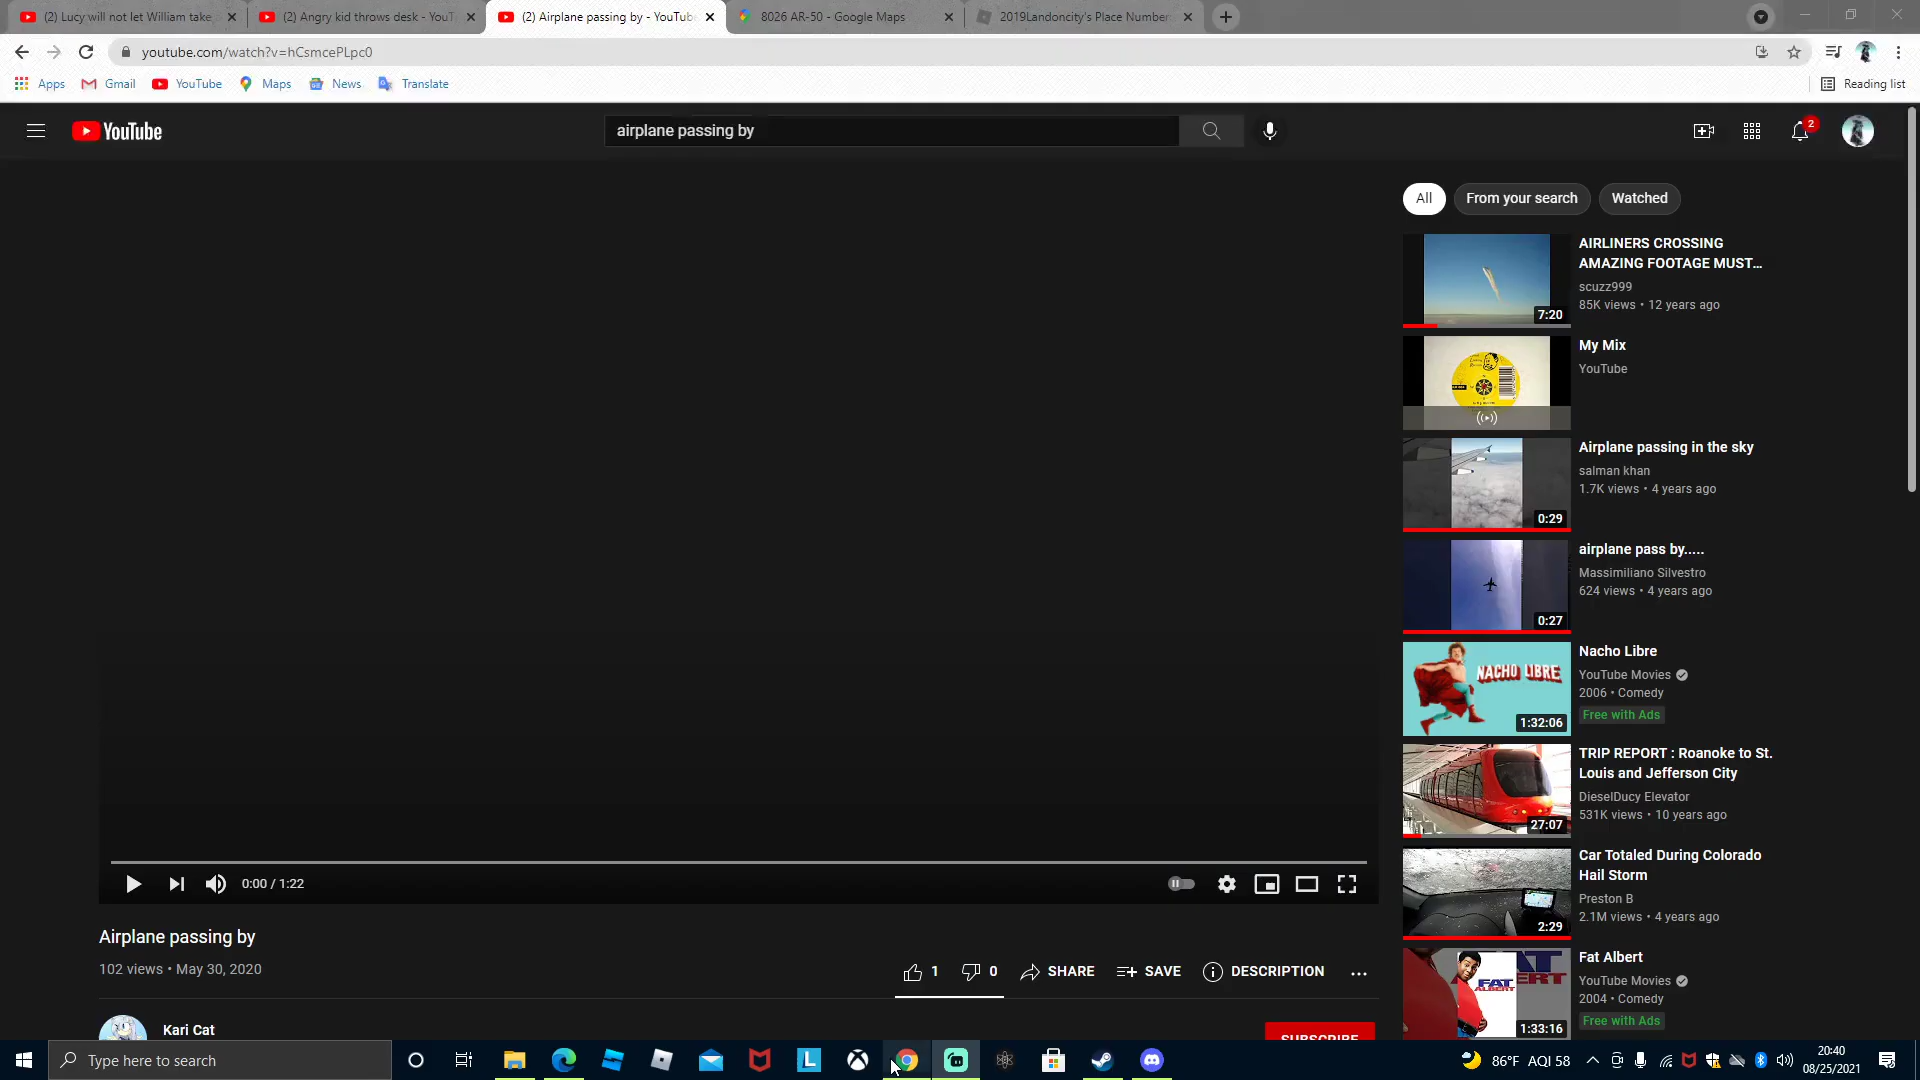 (2) Lucy will not let William take
(2) Angry kid throws desk - YouT
(2) Airplane passing by - YouTub
8026 AR-50 - Google Maps
2019Landoncity's Place Number
youtube.com/watch?v=hCsmcePLpc0
Apps
Gmail
YouTube
Maps
News
Translate
Reading list
YouTube
airplane passing by
2
All
From your search
Watched
AIRLINERS CROSSING
AMAZING FOOTAGE MUST…
scuzz999
85K views • 12 years ago
7:20
My Mix
YouTube
Airplane passing in the sky
salman khan
1.7K views • 4 years ago
0:29
airplane pass by.....
Massimiliano Silvestro
624 views • 4 years ago
0:27
NACHO LIBRE
Nacho Libre
YouTube Movies
2006 • Comedy
Free with Ads
1:32:06
TRIP REPORT : Roanoke to St.
Louis and Jefferson City
DieselDucy Elevator
531K views • 10 years ago
27:07
Car Totaled During Colorado
Hail Storm
Preston B
2.1M views • 4 years ago
2:29
Fat Albert
YouTube Movies
2004 • Comedy
Free with Ads
FAT
ALBERT
1:33:16
0:00 / 1:22
Airplane passing by
102 views • May 30, 2020
1
0
SHARE
SAVE
DESCRIPTION
Kari Cat
SUBSCRIBE
Type here to search
L
86°F AQI 58
20:40
08/25/2021